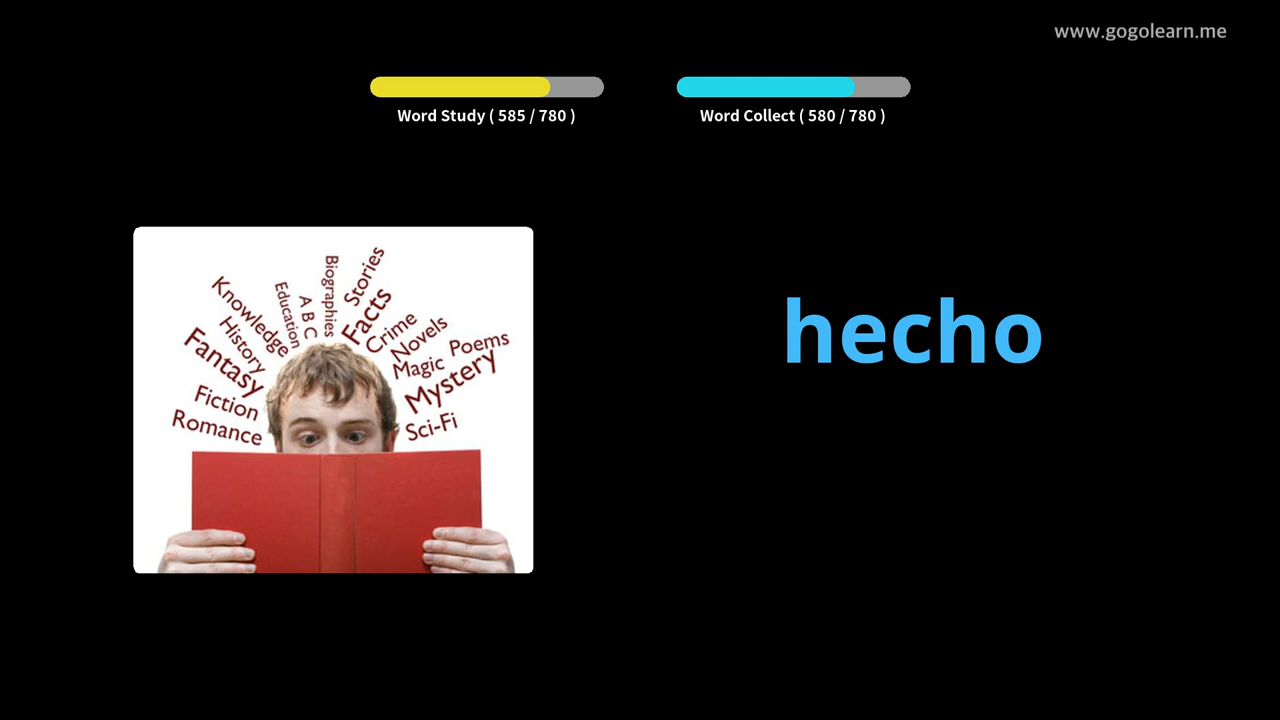 www.gogolearn.me
Word Study ( 585 / 780 )
Word Collect ( 580 / 780 )
hecho
Romance
Fiction
Fantasy
History
Knowledge
Education
A B C
Biographies
Stories
Facts
Crime
Novels
Magic
Poems
Mystery
Sci-Fi